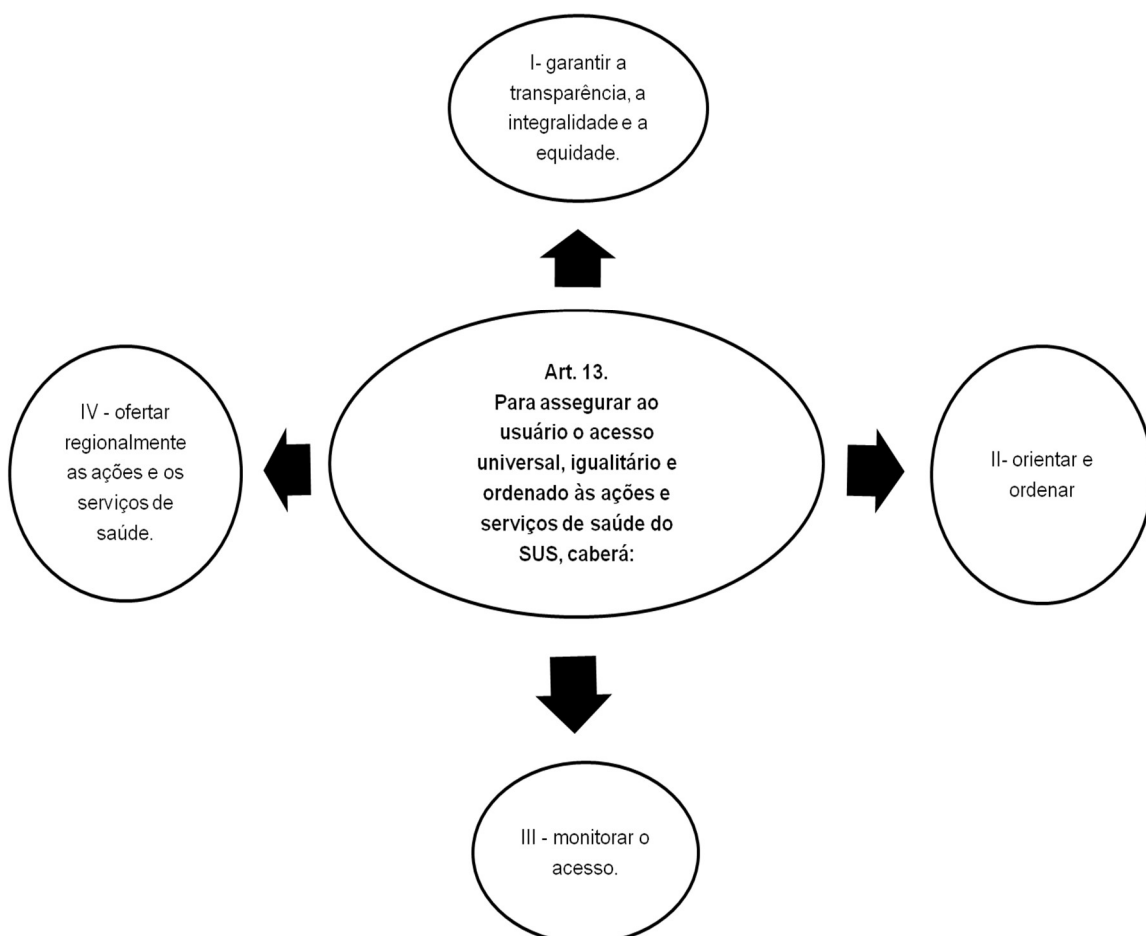 I- garantir a
transparência, a
integralidade e a
equidade.
Art. 13.
Para assegurar ao
usuário o acesso
universal, igualitário e
ordenado às ações e
serviços de saúde do
SUS, caberá:
IV - ofertar
regionalmente
as ações e os
serviços de
saúde.
II- orientar e
ordenar
III - monitorar o
acesso.